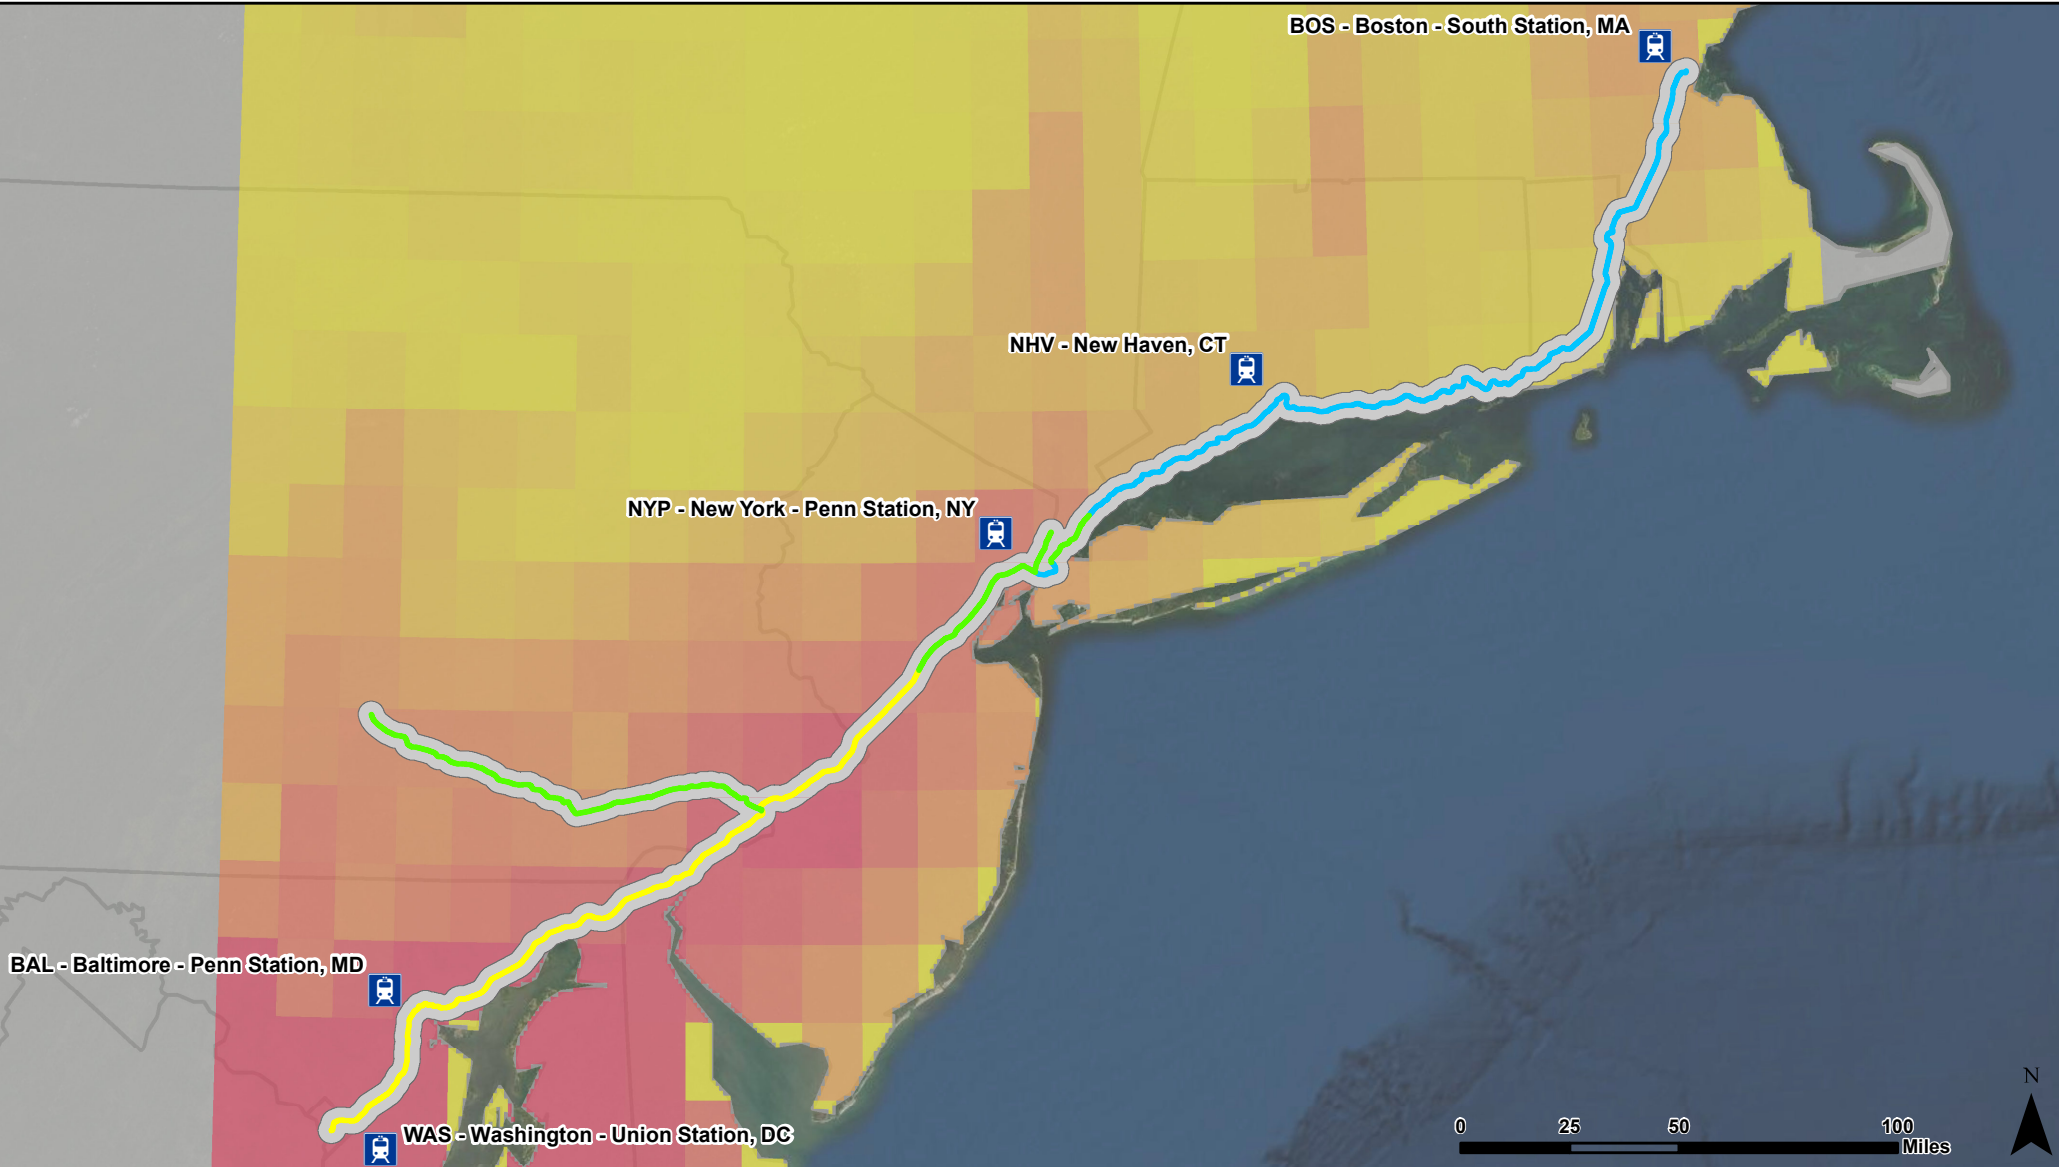 BOS - Boston - South Station, MA
NHV - New Haven, CT
NYP - New York - Penn Station, NY
BAL - Baltimore - Penn Station, MD
WAS - Washington - Union Station, DC
N
0 25 50 100
Miles